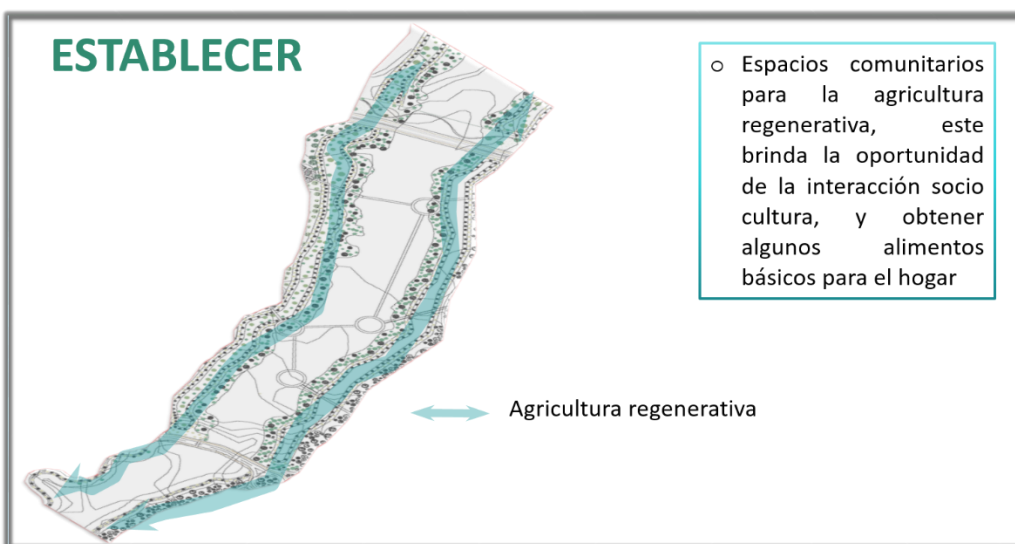 ESTABLECER
o Espacios comunitarios
para la agricultura
regenerativa, este
brinda la oportunidad
de la interacción socio
cultura, y obtener
algunos alimentos
básicos para el hogar
Agricultura regenerativa